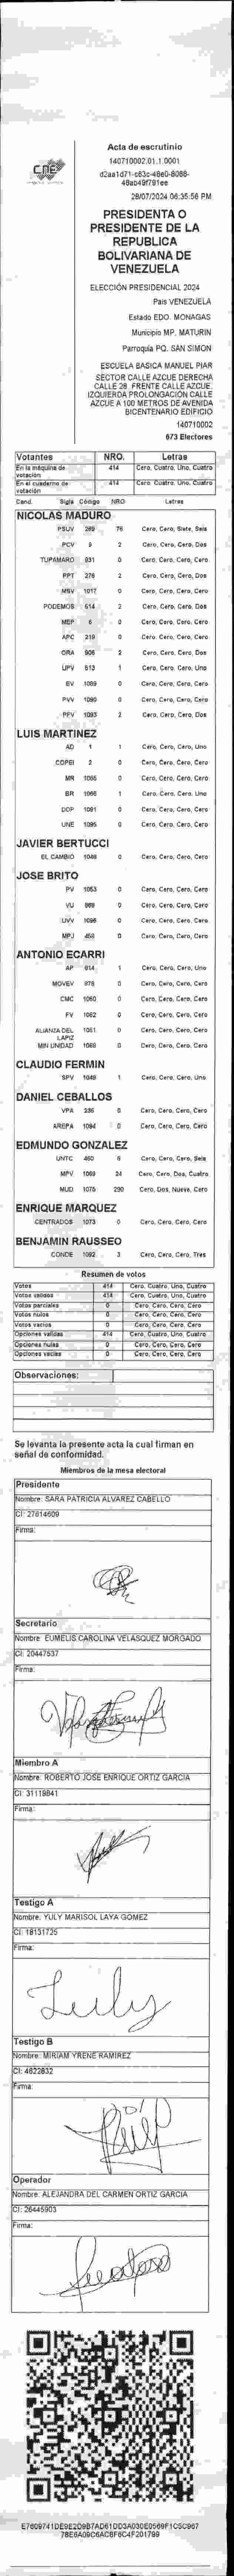 CNE
Acta de escrutinio
140710002.01.1.0001
28/07/2024 06:35:56 PM
PRESIDENTA O
PRESIDENTE DE LA
REPUBLICA
BOLIVARIANA DE
VENEZUELA
ELECCIÓN PRESIDENCIAL 2024
Pais VENEZUELA
Estado EDO. MONAGAS
Municipio MP. MATURIN
Parroquia PQ. SAN SIMON
ESCUELA BASICA MANUEL PIAR
SECTOR CALLE AZCUE DERECHA
CALLE 28. FRENTE CALLE AZCUE.
IZQUIERDA PROLONGACIÓN CALLE
AZCUE A 100 METROS DE AVENIDA
BICENTENARIO EDIFICIO
140710002
673 Electores
Votantes NRO. Letras
En la máquina de votación 414 Cero, Cuatro, Uno, Cuatro
En el cuaderno de votación 414 Cero, Cuatro, Uno, Cuatro
Cand. Sigla Código NRO Letras
NICOLAS MADURO
PSUV 269 76 Cero, Cero, Siete, Seis
PCV 9 2 Cero, Cero, Cero, Dos
TUPAMARO 931 0 Cero, Cero, Cero, Cero
PPT 276 2 Cero, Cero, Cero, Dos
MSV 1017 0 Cero, Cero, Cero, Cero
PODEMOS 614 2 Cero, Cero, Cero, Dos
MEP 6 0 Cero, Cero, Cero, Cero
APC 219 0 Cero, Cero, Cero, Cero
ORA 906 2 Cero, Cero, Cero, Dos
UPV 613 1 Cero, Cero, Cero, Uno
EV 1089 0 Cero, Cero, Cero, Cero
PVV 1090 0 Cero, Cero, Cero, Cero
PFV 1093 2 Cero, Cero, Cero, Dos
LUIS MARTINEZ
AD 1 1 Cero, Cero, Cero, Uno
COPEI 2 0 Cero, Cero, Cero, Cero
MR 1065 0 Cero, Cero, Cero, Cero
BR 1066 1 Cero, Cero, Cero, Uno
DCP 1091 0 Cero, Cero, Cero, Cero
UNE 1095 0 Cero, Cero, Cero, Cero
JAVIER BERTUCCI
EL CAMBIO 1048 0 Cero, Cero, Cero, Cero
JOSE BRITO
PV 1053 0 Cero, Cero, Cero, Cero
VU 989 0 Cero, Cero, Cero, Cero
UVV 1096 0 Cero, Cero, Cero, Cero
MPJ 458 0 Cero, Cero, Cero, Cero
ANTONIO ECARRI
AP 814 1 Cero, Cero, Cero, Uno
MOVEV 978 0 Cero, Cero, Cero, Cero
CMC 1060 0 Cero, Cero, Cero, Cero
FV 1062 0 Cero, Cero, Cero, Cero
ALIANZA DEL LAPIZ 1051 0 Cero, Cero, Cero, Cero
MIN UNIDAD 1068 0 Cero, Cero, Cero, Cero
CLAUDIO FERMIN
SPV 1049 1 Cero, Cero, Cero, Uno
DANIEL CEBALLOS
VPA 236 0 Cero, Cero, Cero, Cero
AREPA 1094 0 Cero, Cero, Cero, Cero
EDMUNDO GONZALEZ
UNTC 460 6 Cero, Cero, Cero, Seis
MPV 1069 24 Cero, Cero, Dos, Cuatro
MUD 1075 290 Cero, Dos, Nueve, Cero
ENRIQUE MARQUEZ
CENTRADOS 1073 0 Cero, Cero, Cero, Cero
BENJAMIN RAUSSEO
CONDE 1092 3 Cero, Cero, Cero, Tres
Resumen de votos
Votos 414 Cero, Cuatro, Uno, Cuatro
Votos validos 414 Cero, Cuatro, Uno, Cuatro
Votos parciales 0 Cero, Cero, Cero, Cero
Votos nulos 0 Cero, Cero, Cero, Cero
Votos vacios 0 Cero, Cero, Cero, Cero
Opciones validas 414 Cero, Cuatro, Uno, Cuatro
Opciones nulas 0 Cero, Cero, Cero, Cero
Opciones vacias 0 Cero, Cero, Cero, Cero
Observaciones:
Se levanta la presente acta la cual firman en
señal de conformidad.
Miembros de la mesa electoral
Presidente
Nombre: SARA PATRICIA ALVAREZ CABELLO
CI: 27614609
Firma:
Secretario
Nombre: EUMELIS CAROLINA VELASQUEZ MORGADO
CI: 20447537
Firma:
Miembro A
Nombre: ROBERTO JOSE ENRIQUE ORTIZ GARCIA
CI: 31119841
Firma:
Testigo A
Nombre: YULY MARISOL LAYA GOMEZ
CI: 18131725
Firma:
Testigo B
Nombre: MIRIAM YRENE RAMIREZ
CI: 4622832
Firma:
Operador
Nombre: ALEJANDRA DEL CARMEN ORTIZ GARCIA
CI: 26445903
Firma: